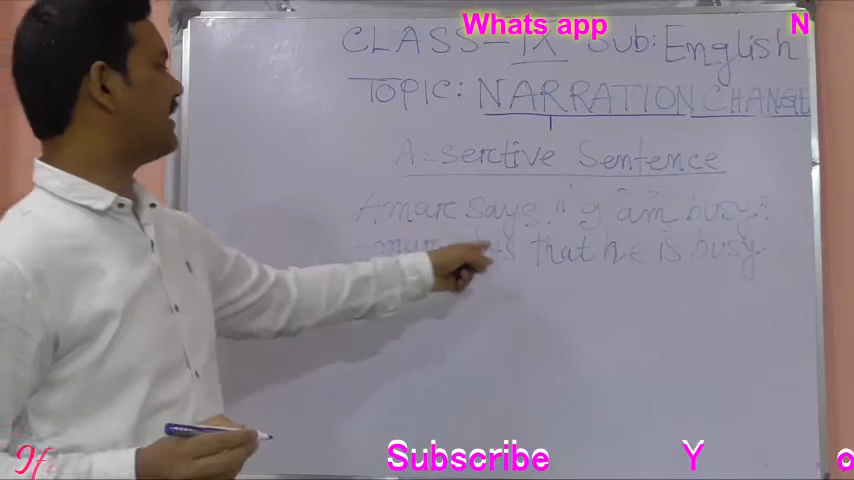 Whats app N
CLASS-IX Sub: English
TOPIC: NARRATION CHANGE
Assertive Sentence
Amar says, "I am busy."
that he is busy.
Subscribe Y